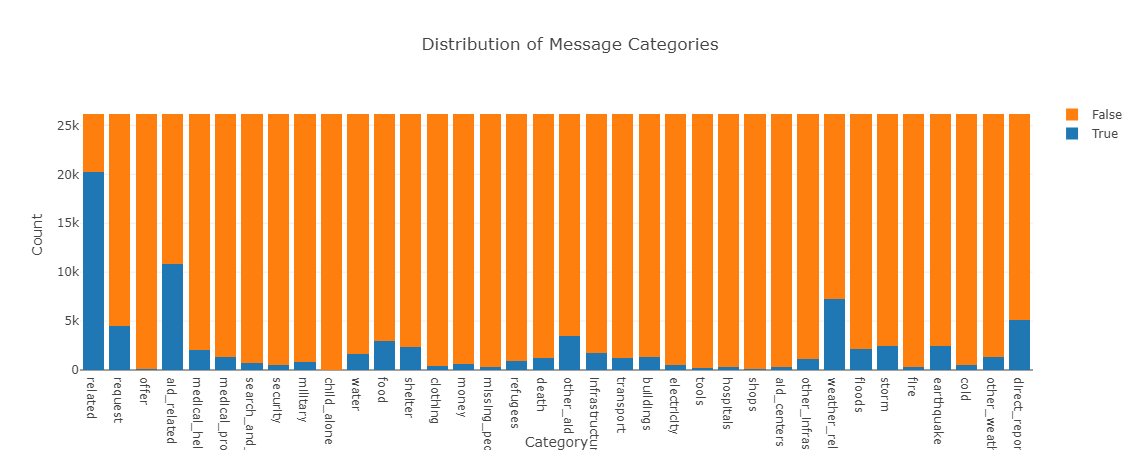 Distribution of Message Categories
False
True
Count
25k
20k
15k
10k
5k
0
related
request
offer
aid_related
medical_hel
medical_pro
search_and_
security
military
child_alone
water
food
shelter
clothing
money
missing_peo
refugees
death
other_aid
infrastructur
transport
buildings
electricity
tools
hospitals
shops
aid_centers
other_infras
weather_rel
floods
storm
fire
earthquake
cold
other_weath
direct_repor
Category